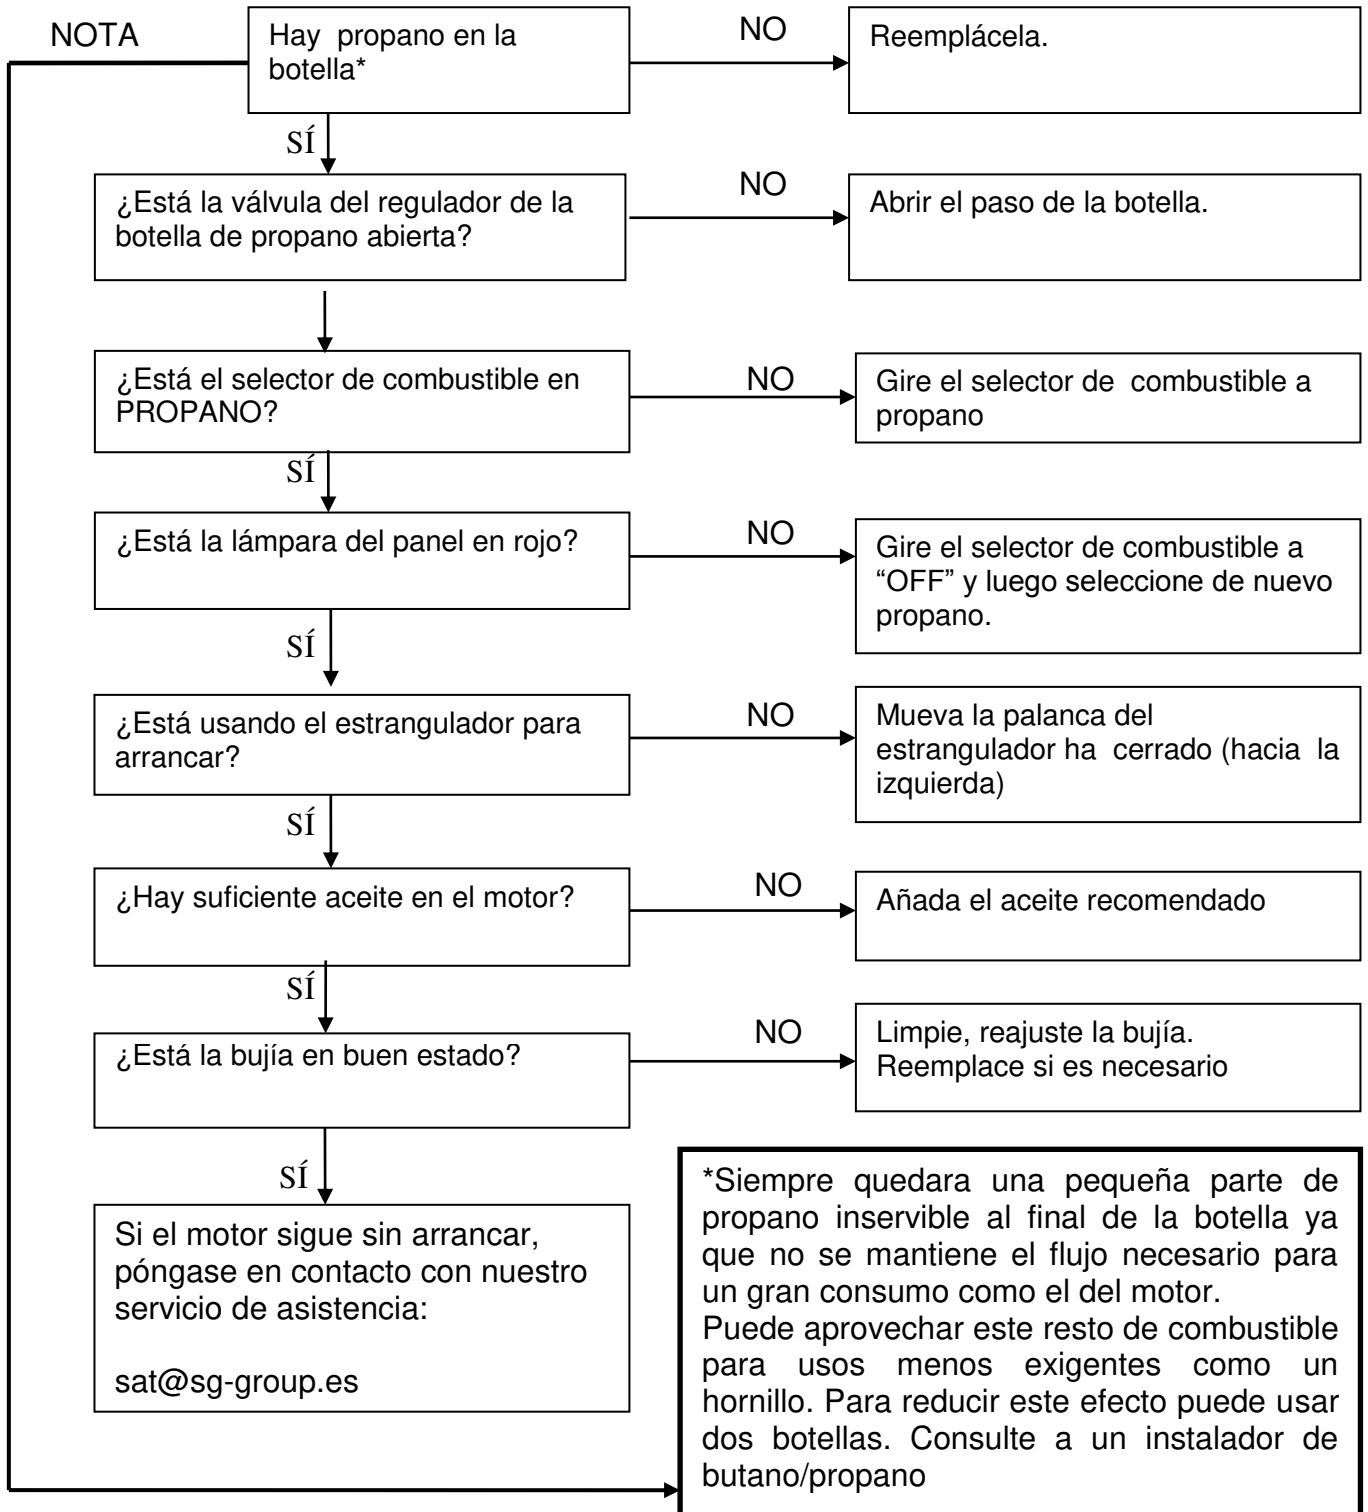 NOTA
Hay propano en la
botella*
NO
Reemplácela.
SÍ
¿Está la válvula del regulador de la
botella de propano abierta?
NO
Abrir el paso de la botella.
¿Está el selector de combustible en
PROPANO?
NO
Gire el selector de combustible a
propano
SÍ
¿Está la lámpara del panel en rojo?
NO
Gire el selector de combustible a
“OFF” y luego seleccione de nuevo
propano.
SÍ
¿Está usando el estrangulador para
arrancar?
NO
Mueva la palanca del
estrangulador ha cerrado (hacia la
izquierda)
SÍ
¿Hay suficiente aceite en el motor?
NO
Añada el aceite recomendado
SÍ
¿Está la bujía en buen estado?
NO
Limpie, reajuste la bujía.
Reemplace si es necesario
SÍ
Si el motor sigue sin arrancar,
póngase en contacto con nuestro
servicio de asistencia:
sat@sg-group.es
*Siempre quedara una pequeña parte de
propano inservible al final de la botella ya
que no se mantiene el flujo necesario para
un gran consumo como el del motor.
Puede aprovechar este resto de combustible
para usos menos exigentes como un
hornillo. Para reducir este efecto puede usar
dos botellas. Consulte a un instalador de
butano/propano